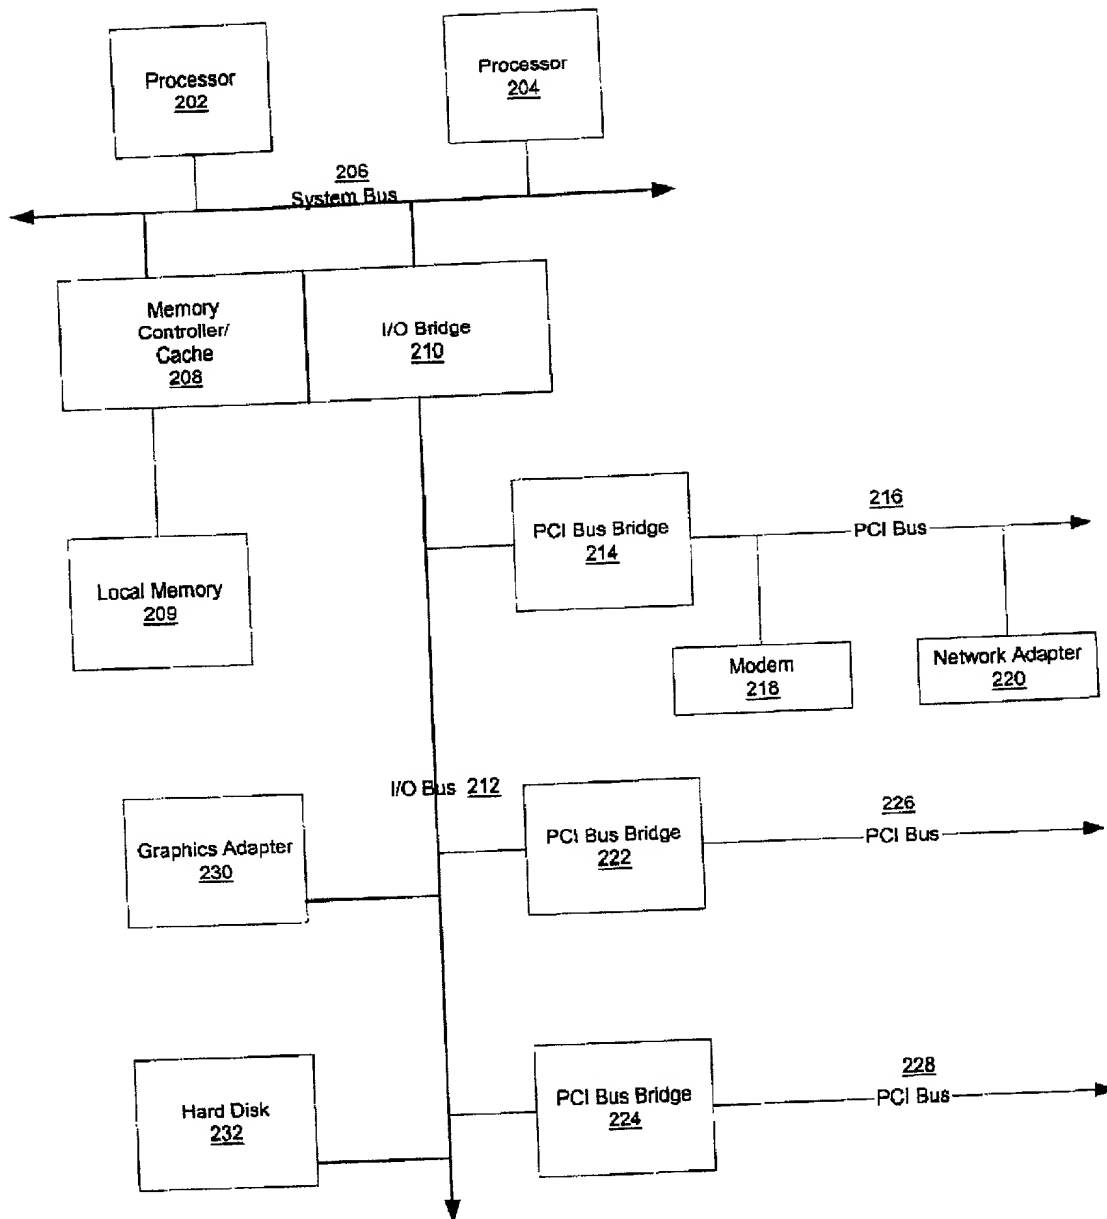 Processor
202
Processor
204
206
System Bus
Memory
Controller/
Cache
208
I/O Bridge
210
PCI Bus Bridge
214
216
PCI Bus
Local Memory
209
Modem
218
Network Adapter
220
I/O Bus 212
Graphics Adapter
230
PCI Bus Bridge
222
226
PCI Bus
Hard Disk
232
PCI Bus Bridge
224
228
PCI Bus